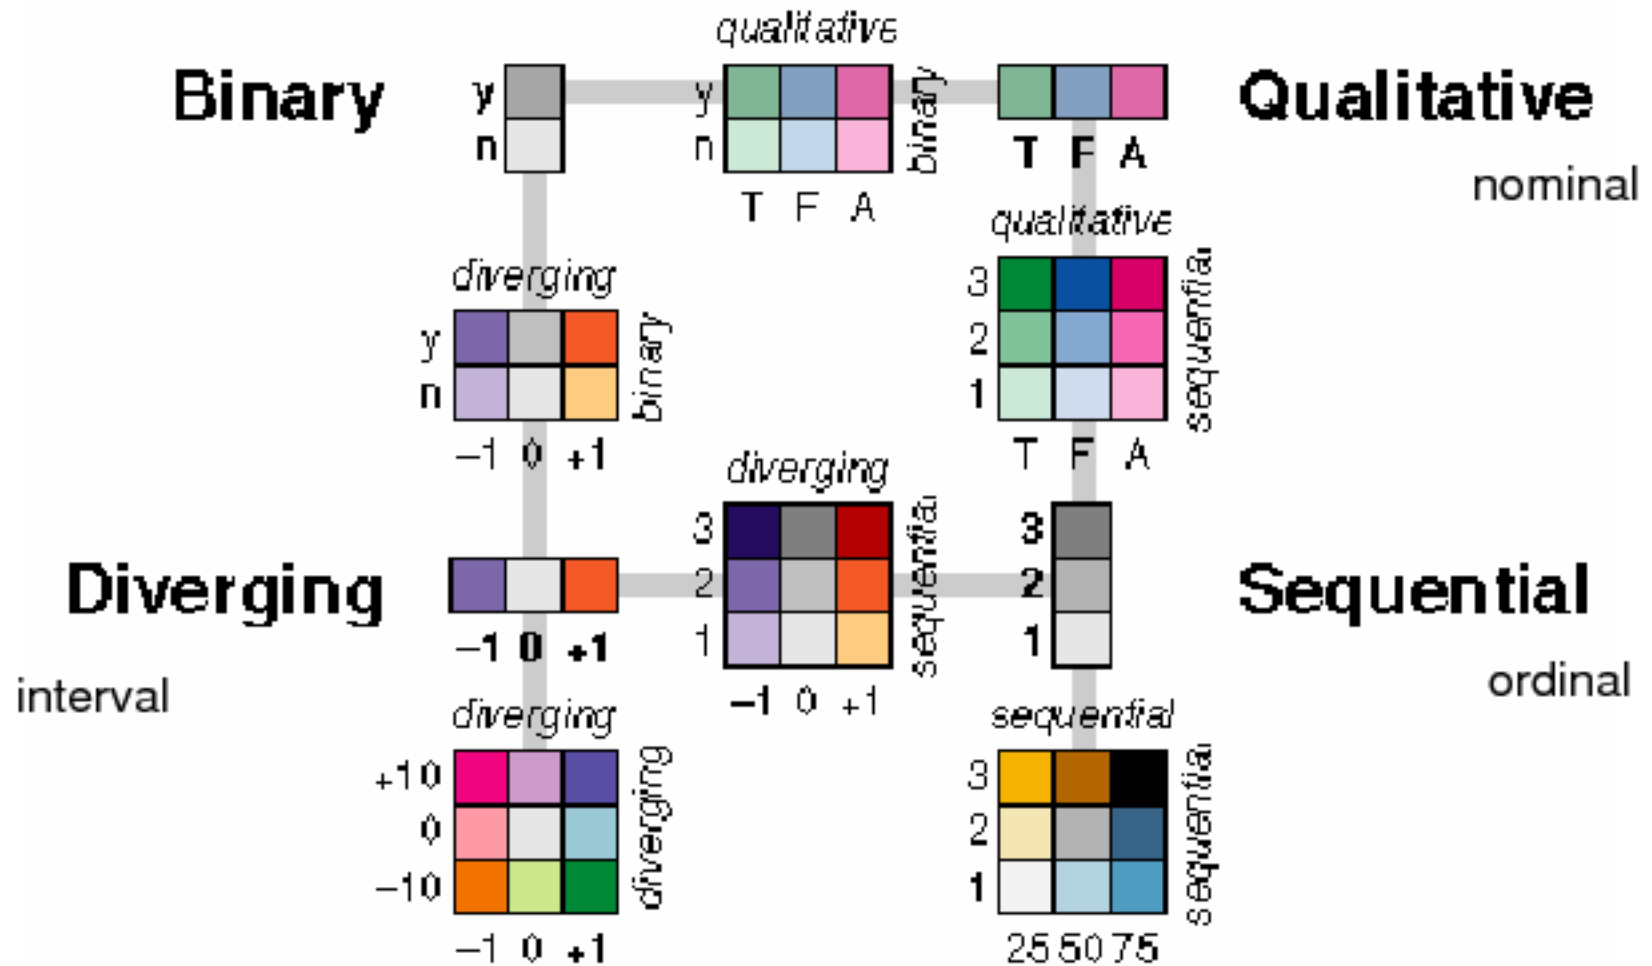 qualitative
Binary
y
n
y
n
binary
T F A
T F A
Qualitative
nominal
diverging
y
n
binary
−1 0 +1
qualitative
3
2
1
sequential
T F A
Diverging
−1 0 +1
interval
diverging
3
2
1
sequential
−1 0 +1
3
2
1
Sequential
ordinal
diverging
+10
0
−10
diverging
−1 0 +1
sequential
3
2
1
sequential
25 50 75